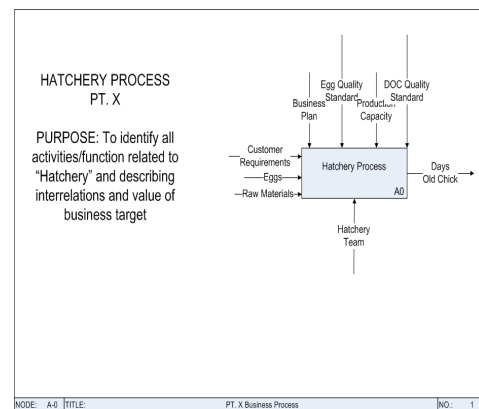 HATCHERY PROCESS
PT. X
PURPOSE: To identify all
activities/function related to
“Hatchery” and describing
interrelations and value of
business target
Egg Quality
Standard
DOC Quality
Standard
Business
Plan
Production
Capacity
Customer
Requirements
Eggs
Raw Materials
Hatchery Process
A0
Days
Old Chick
Hatchery
Team
NODE: A-0 TITLE: PT. X Business Process NO.: 1